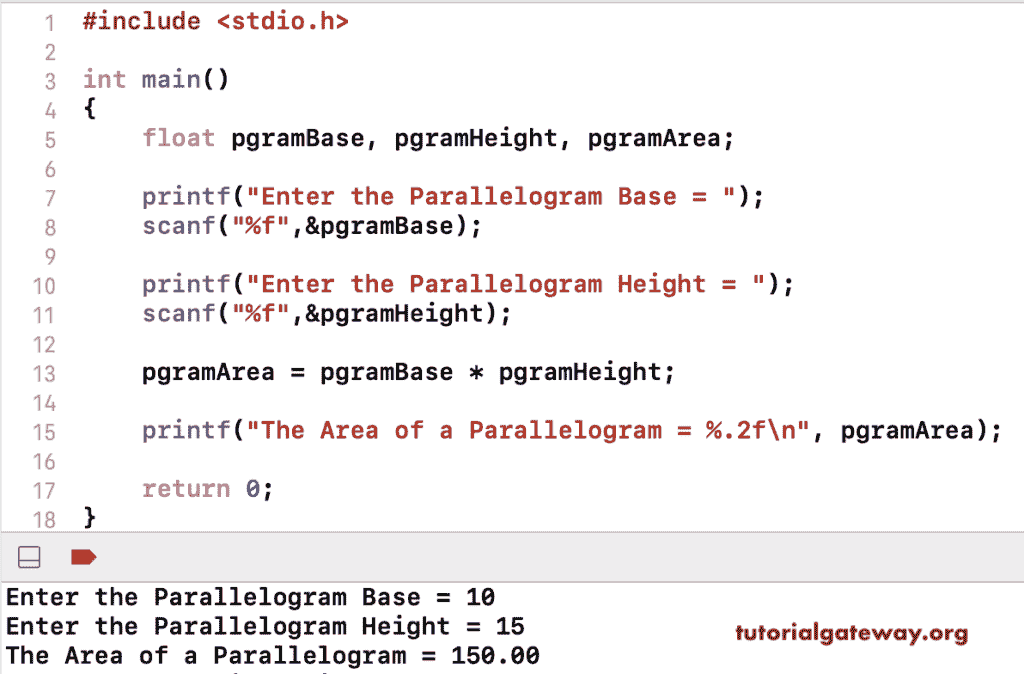 1 #include <stdio.h>
2
3 int main()
4 {
5     float pgramBase, pgramHeight, pgramArea;
6
7     printf("Enter the Parallelogram Base = ");
8     scanf("%f",&pgramBase);
9
10     printf("Enter the Parallelogram Height = ");
11     scanf("%f",&pgramHeight);
12
13     pgramArea = pgramBase * pgramHeight;
14
15     printf("The Area of a Parallelogram = %.2f\n", pgramArea);
16
17     return 0;
18 }
Enter the Parallelogram Base = 10
Enter the Parallelogram Height = 15
The Area of a Parallelogram = 150.00
tutorialgateway.org